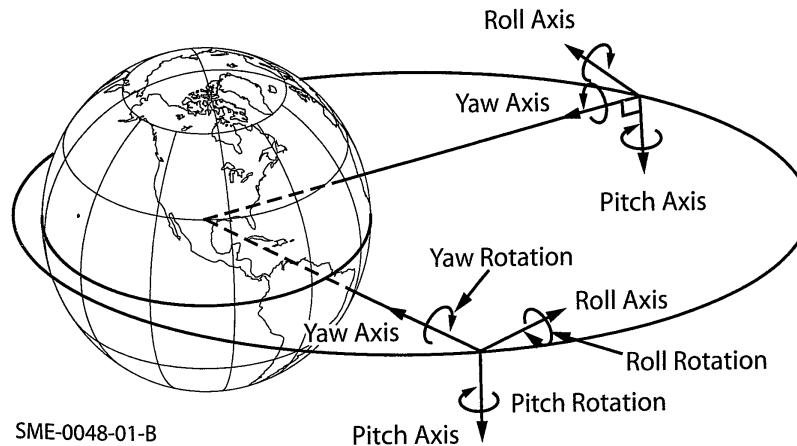 Roll Axis
Yaw Axis
Pitch Axis
Yaw Rotation
Roll Axis
Yaw Axis
Roll Rotation
Pitch Rotation
Pitch Axis
SME-0048-01-B